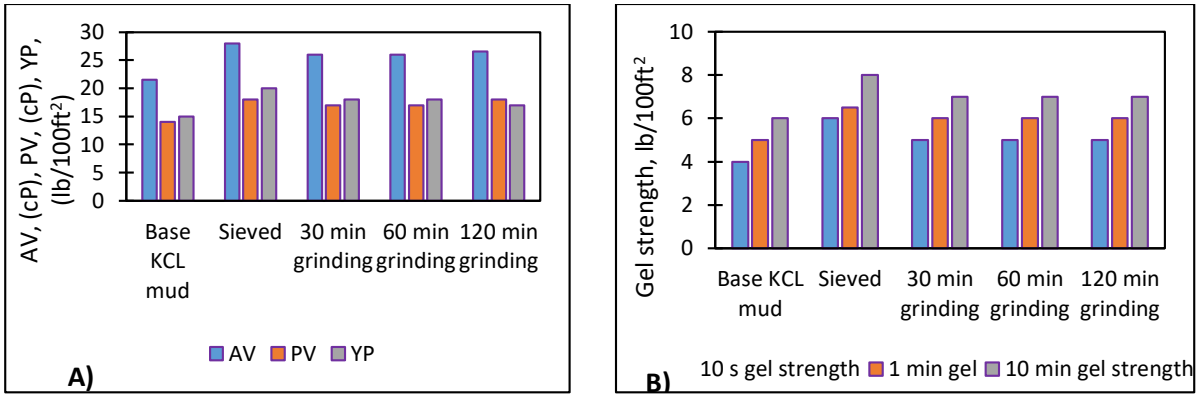 AV, (cP), PV, (cP), YP,
(lb/100ft²)
30
25
20
15
10
5
0
Base
KCL
mud
Sieved
30 min
grinding
60 min
grinding
120 min
grinding
AV PV YP
A)
Gel strength, lb/100ft²
10
8
6
4
2
0
Base KCL
mud
Sieved
30 min
grinding
60 min
grinding
120 min
grinding
10 s gel strength 1 min gel 10 min gel strength
B)